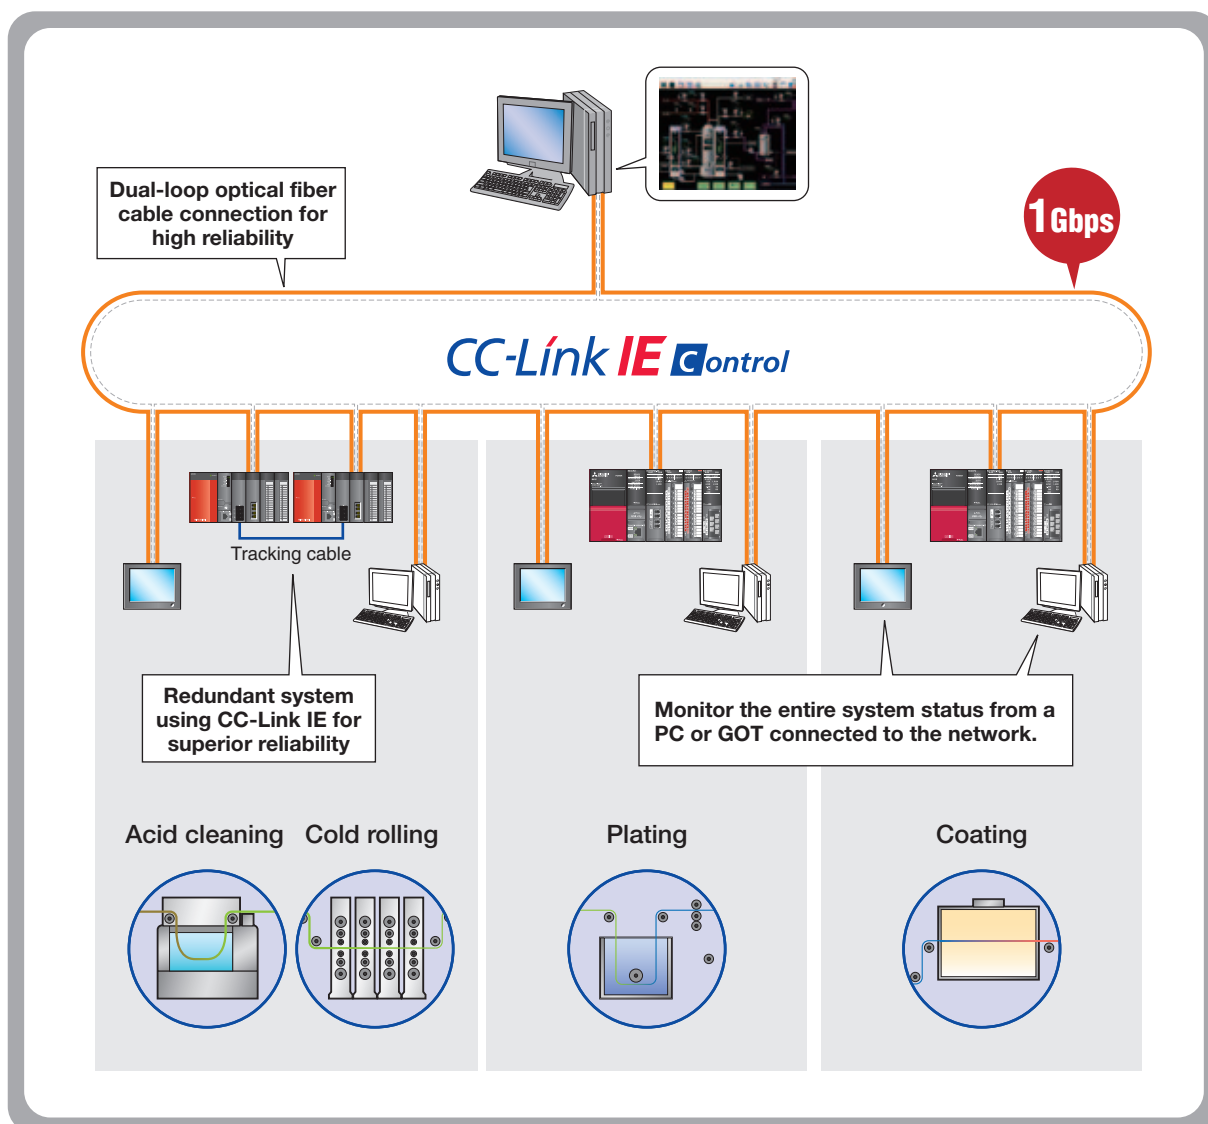 Dual-loop optical fiber
cable connection for
high reliability
1Gbps
CC-Link IE Control
Tracking cable
Redundant system
using CC-Link IE for
superior reliability
Monitor the entire system status from a
PC or GOT connected to the network.
Acid cleaning
Cold rolling
Plating
Coating